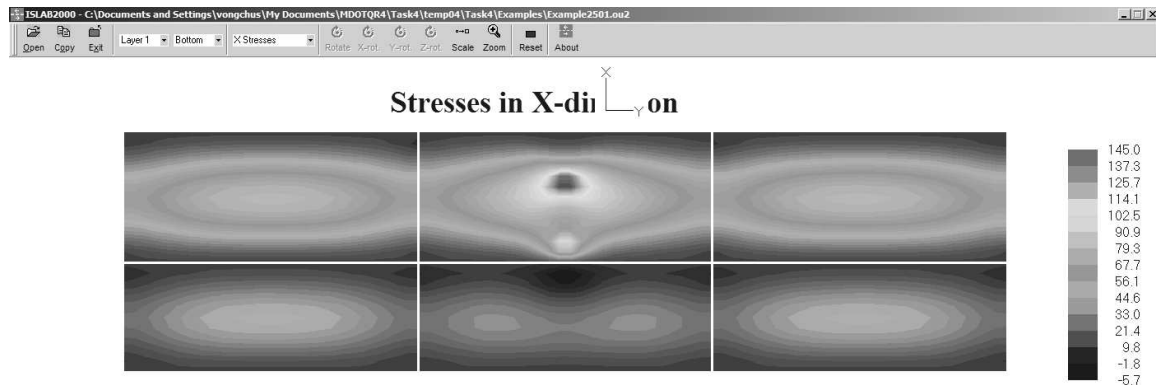 ISLAB2000 - C:\Documents and Settings\vongchus\My Documents\MDOTQR4\Task4\temp04\Task4\Examples\Example2501.ou2
Layer 1 Bottom X Stresses
Open Copy Exit Rotate X-rot. Y-rot. Z-rot. Scale Zoom Reset About
X
Y
Stresses in X-di on
145.0
137.3
125.7
114.1
102.5
90.9
79.3
67.7
56.1
44.6
33.0
21.4
9.8
-1.8
-5.7